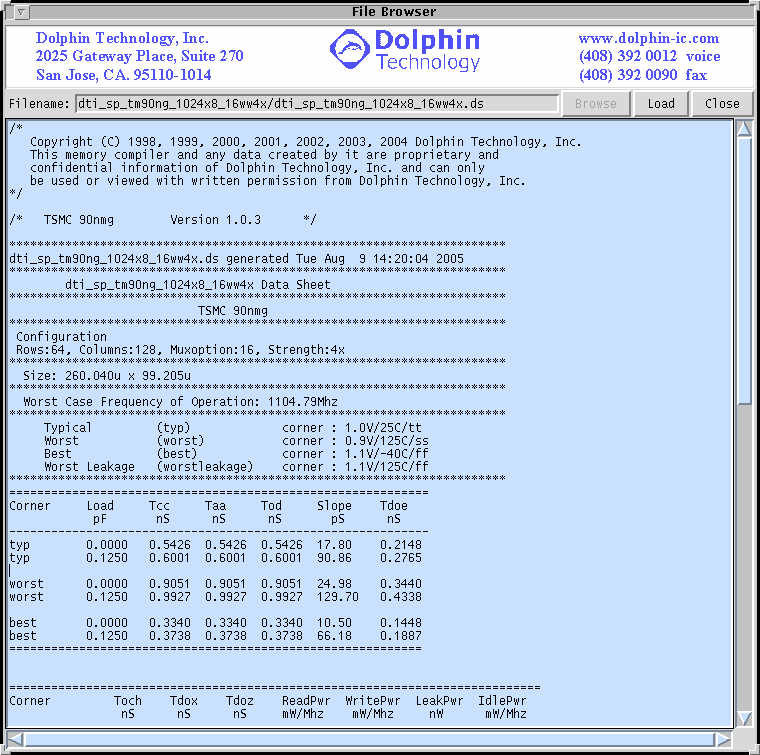 File Browser
Dolphin Technology, Inc.
2025 Gateway Place, Suite 270
San Jose, CA. 95110-1014
Dolphin
Technology
www.dolphin-ic.com
(408) 392 0012  voice
(408) 392 0090  fax
Filename: dti_sp_tm90ng_1024x8_16ww4x/dti_sp_tm90ng_1024x8_16ww4x.ds Browse Load Close
/*
   Copyright (C) 1998, 1999, 2000, 2001, 2002, 2003, 2004 Dolphin Technology, Inc.
   This memory compiler and any data created by it are proprietary and
   confidential information of Dolphin Technology, Inc. and can only
   be used or viewed with written permission from Dolphin Technology, Inc.
*/
/*   TSMC 90nmg        Version 1.0.3      */
***********************************************************************
dti_sp_tm90ng_1024x8_16ww4x.ds generated Tue Aug  9 14:20:04 2005
***********************************************************************
        dti_sp_tm90ng_1024x8_16ww4x Data Sheet
***********************************************************************
                           TSMC 90nmg
***********************************************************************
 Configuration
 Rows:64, Columns:128, Muxoption:16, Strength:4x
***********************************************************************
  Size: 260.040u x 99.205u
***********************************************************************
  Worst Case Frequency of Operation: 1104.79Mhz
***********************************************************************
     Typical         (typ)             corner : 1.0V/25C/tt
     Worst           (worst)           corner : 0.9V/125C/ss
     Best            (best)            corner : 1.1V/-40C/ff
     Worst Leakage   (worstleakage)    corner : 1.1V/125C/ff
***********************************************************************
============================================================
Corner     Load     Tcc     Taa     Tod     Slope    Tdoe
            pF       nS      nS      nS       pS      nS
------------------------------------------------------------
typ        0.0000   0.5426  0.5426  0.5426  17.80    0.2148
typ        0.1250   0.6001  0.6001  0.6001  90.86    0.2765
worst      0.0000   0.9051  0.9051  0.9051  24.98    0.3440
worst      0.1250   0.9927  0.9927  0.9927  129.70   0.4338
best       0.0000   0.3340  0.3340  0.3340  10.50    0.1448
best       0.1250   0.3738  0.3738  0.3738  66.18    0.1887
===========================================================
============================================================================
Corner         Toch    Tdox    Tdoz    ReadPwr  WritePwr  LeakPwr  IdlePwr
                nS      nS      nS     mW/Mhz    mW/Mhz     nW      mW/Mhz